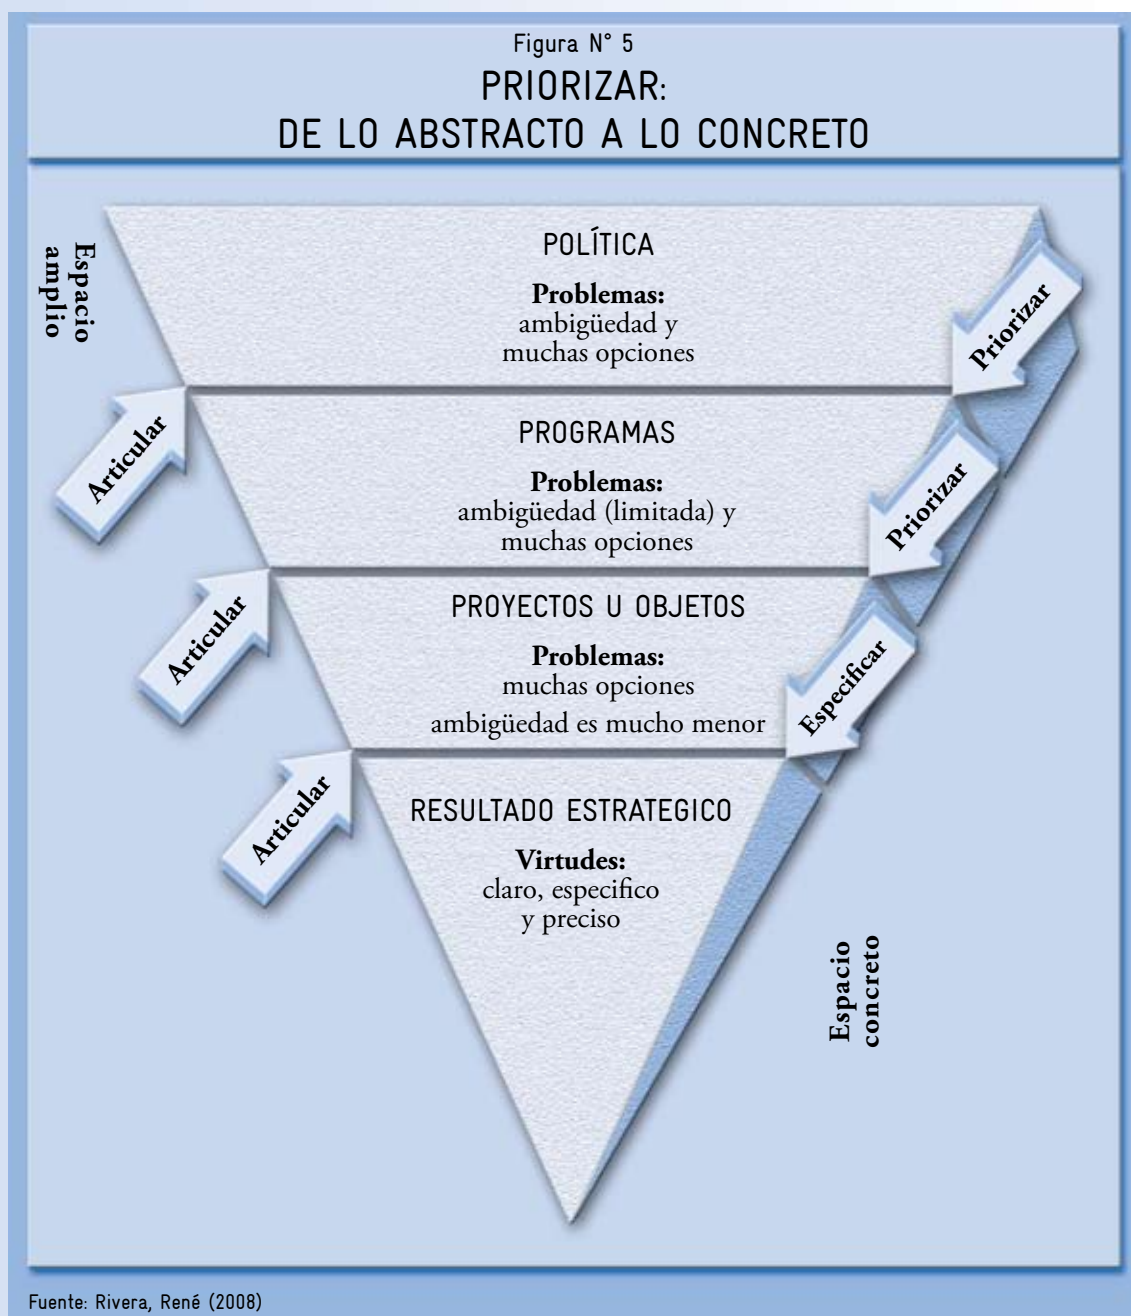 Figura N° 5
PRIORIZAR:
DE LO ABSTRACTO A LO CONCRETO
Espacio
amplio
POLÍTICA
Problemas:
ambigüedad y
muchas opciones
Priorizar
Articular
PROGRAMAS
Problemas:
ambigüedad (limitada) y
muchas opciones
Priorizar
Articular
PROYECTOS U OBJETOS
Problemas:
muchas opciones
ambigüedad es mucho menor
Especificar
Articular
RESULTADO ESTRATEGICO
Virtudes:
claro, especifico
y preciso
Espacio
concreto
Fuente: Rivera, René (2008)